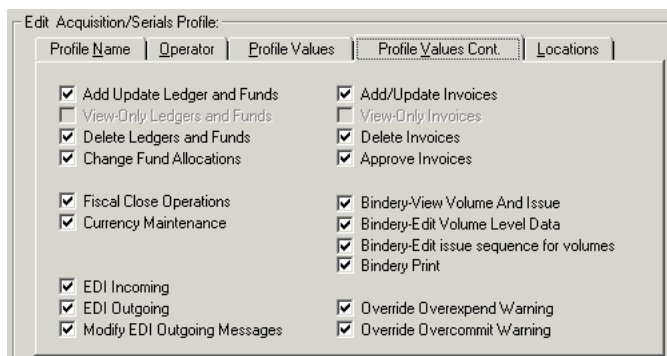 Edit Acquisition/Serials Profile:
Profile Name Operator Profile Values Profile Values Cont. Locations
Add Update Ledger and Funds
View-Only Ledgers and Funds
Delete Ledgers and Funds
Change Fund Allocations
Fiscal Close Operations
Currency Maintenance
EDI Incoming
EDI Outgoing
Modify EDI Outgoing Messages
Add/Update Invoices
View-Only Invoices
Delete Invoices
Approve Invoices
Bindery-View Volume And Issue
Bindery-Edit Volume Level Data
Bindery-Edit issue sequence for volumes
Bindery Print
Override Overexpend Warning
Override Overcommit Warning